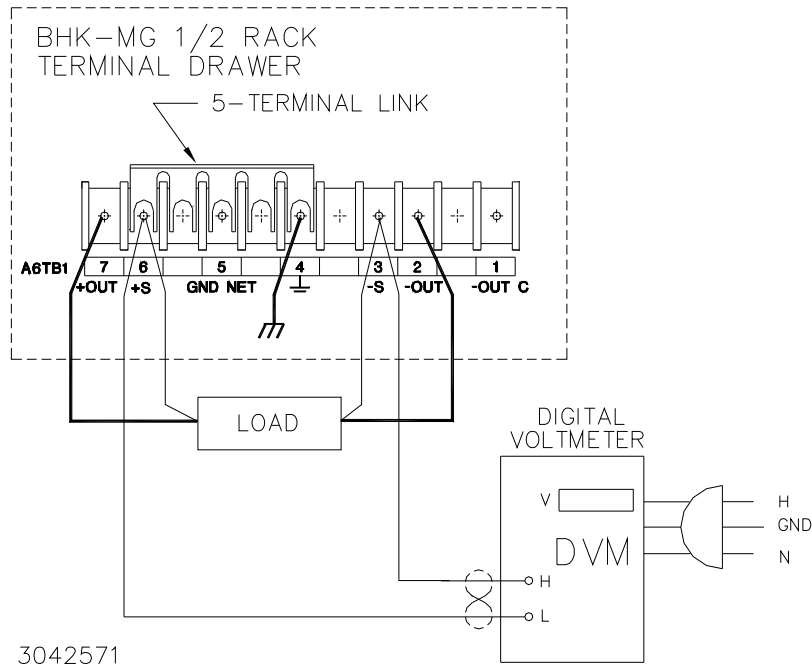 BHK-MG 1/2 RACK
TERMINAL DRAWER
5-TERMINAL LINK
A6TB1 7 6 5 4 3 2 1
+OUT +S GND NET -S -OUT -OUT C
LOAD
DIGITAL
VOLTMETER
V
H
GND
DVM
N
H
L
3042571